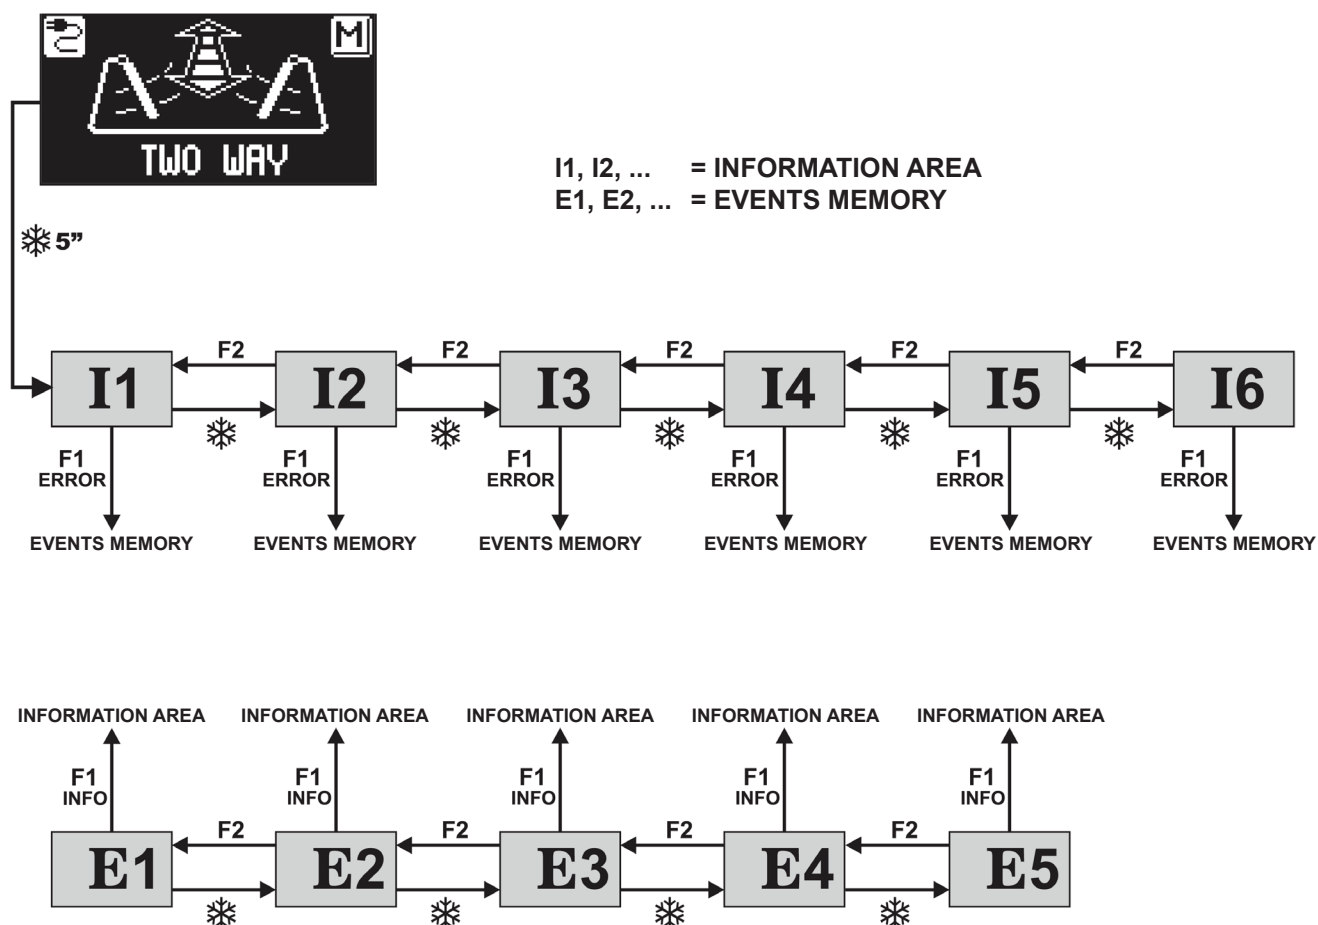 M
TWO WAY
I1, I2, ... = INFORMATION AREA
E1, E2, ... = EVENTS MEMORY
5”
F2 F2 F2 F2 F2
I1 I2 I3 I4 I5 I6
F1 F1 F1 F1 F1 F1
ERROR ERROR ERROR ERROR ERROR ERROR
EVENTS MEMORY EVENTS MEMORY EVENTS MEMORY EVENTS MEMORY EVENTS MEMORY EVENTS MEMORY
INFORMATION AREA INFORMATION AREA INFORMATION AREA INFORMATION AREA INFORMATION AREA
F1 F1 F1 F1 F1
INFO INFO INFO INFO INFO
F2 F2 F2 F2
E1 E2 E3 E4 E5